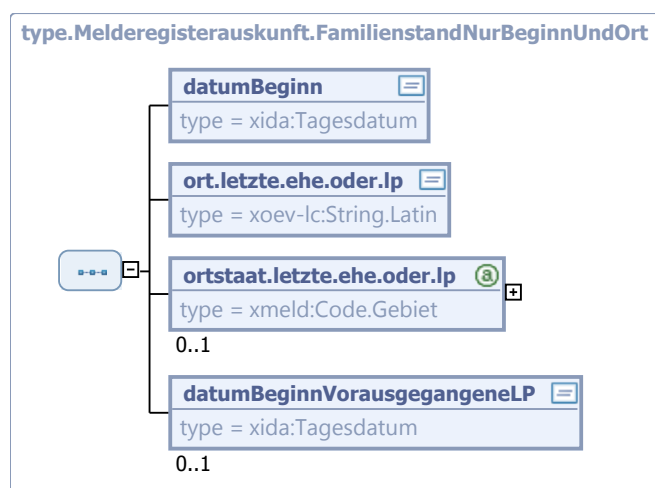 type.Melderegisterauskunft.FamilienstandNurBeginnUndOrt
datumBeginn
type = xida:Tagesdatum
ort.letzte.ehe.oder.lp
type = xoev-lc:String.Latin
ortstaat.letzte.ehe.oder.lp
type = xmeld:Code.Gebiet
0..1
datumBeginnVorausgegangeneLP
type = xida:Tagesdatum
0..1